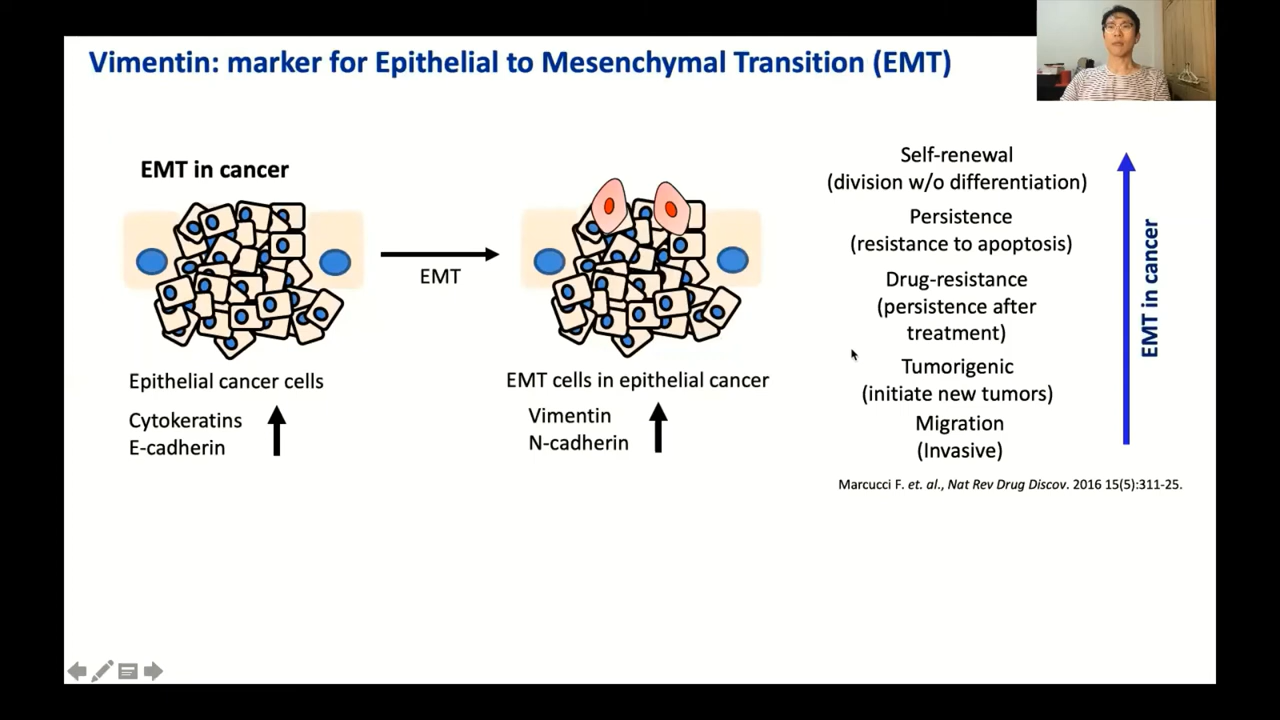 Vimentin: marker for Epithelial to Mesenchymal Transition (EMT)
EMT in cancer
EMT
Epithelial cancer cells
Cytokeratins
E-cadherin
EMT cells in epithelial cancer
Vimentin
N-cadherin
Self-renewal
(division w/o differentiation)
Persistence
(resistance to apoptosis)
Drug-resistance
(persistence after
treatment)
Tumorigenic
(initiate new tumors)
Migration
(Invasive)
EMT in cancer
Marcucci F. et. al., Nat Rev Drug Discov. 2016 15(5):311-25.